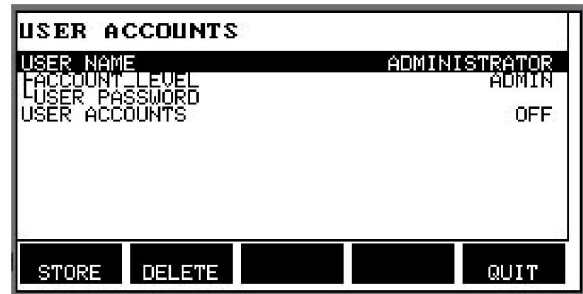 USER ACCOUNTS
USER NAME ADMINISTRATOR
ACCOUNT LEVEL ADMIN
USER PASSWORD
USER ACCOUNTS OFF
STORE DELETE QUIT